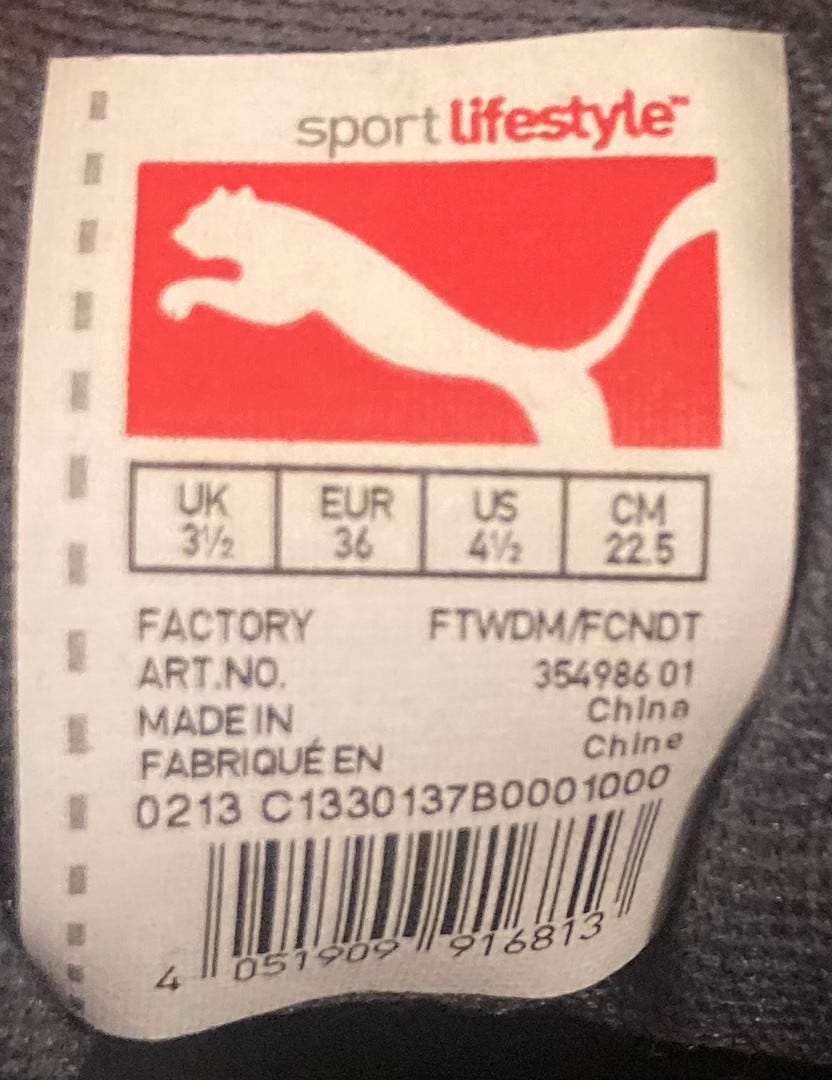 sport lifestyle™
UK EUR US CM
3½ 36 4½ 22.5
FACTORY FTWDM/FCNDT
ART.NO. 354986 01
MADE IN China
FABRIQUÉ EN Chine
0213 C1330137B0001000
4 051909 916813